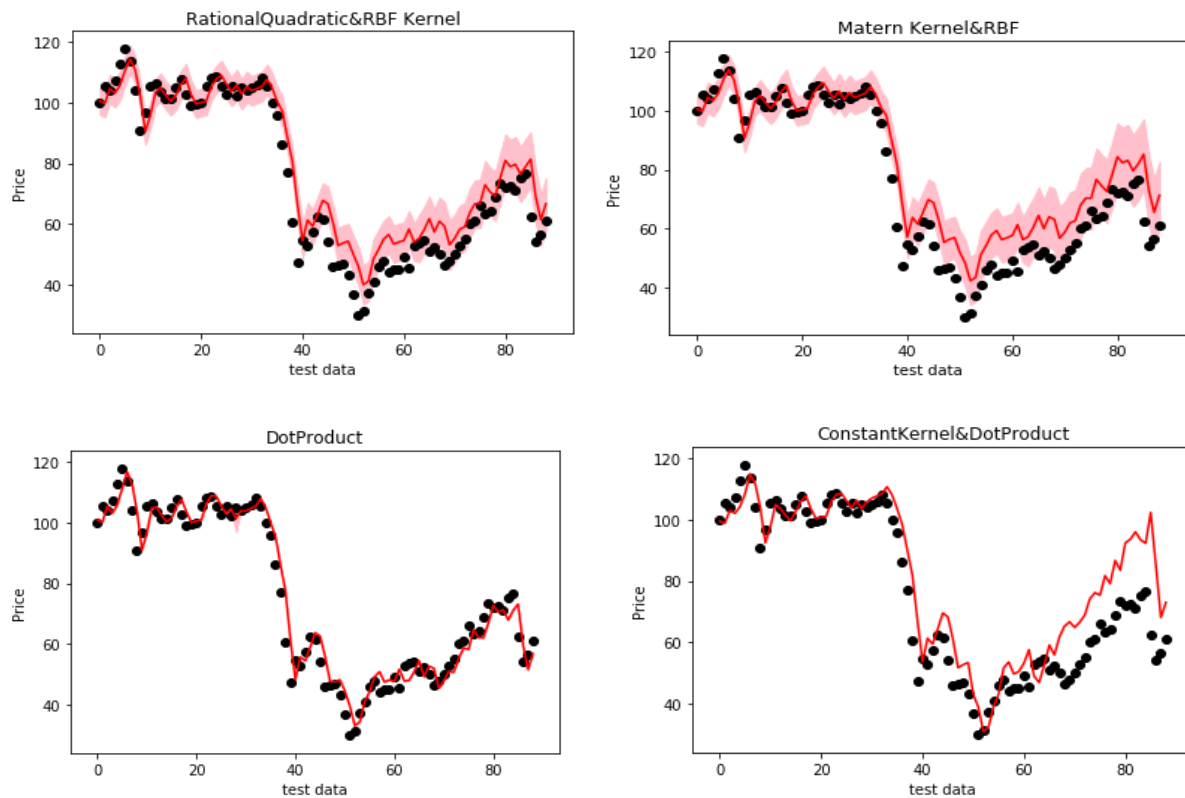 RationalQuadratic&RBF Kernel
120
100
80
60
40
Price
0 20 40 60 80
test data
Matern Kernel&RBF
120
100
80
60
40
Price
0 20 40 60 80
test data
DotProduct
120
100
80
60
40
Price
0 20 40 60 80
test data
ConstantKernel&DotProduct
120
100
80
60
40
Price
0 20 40 60 80
test data